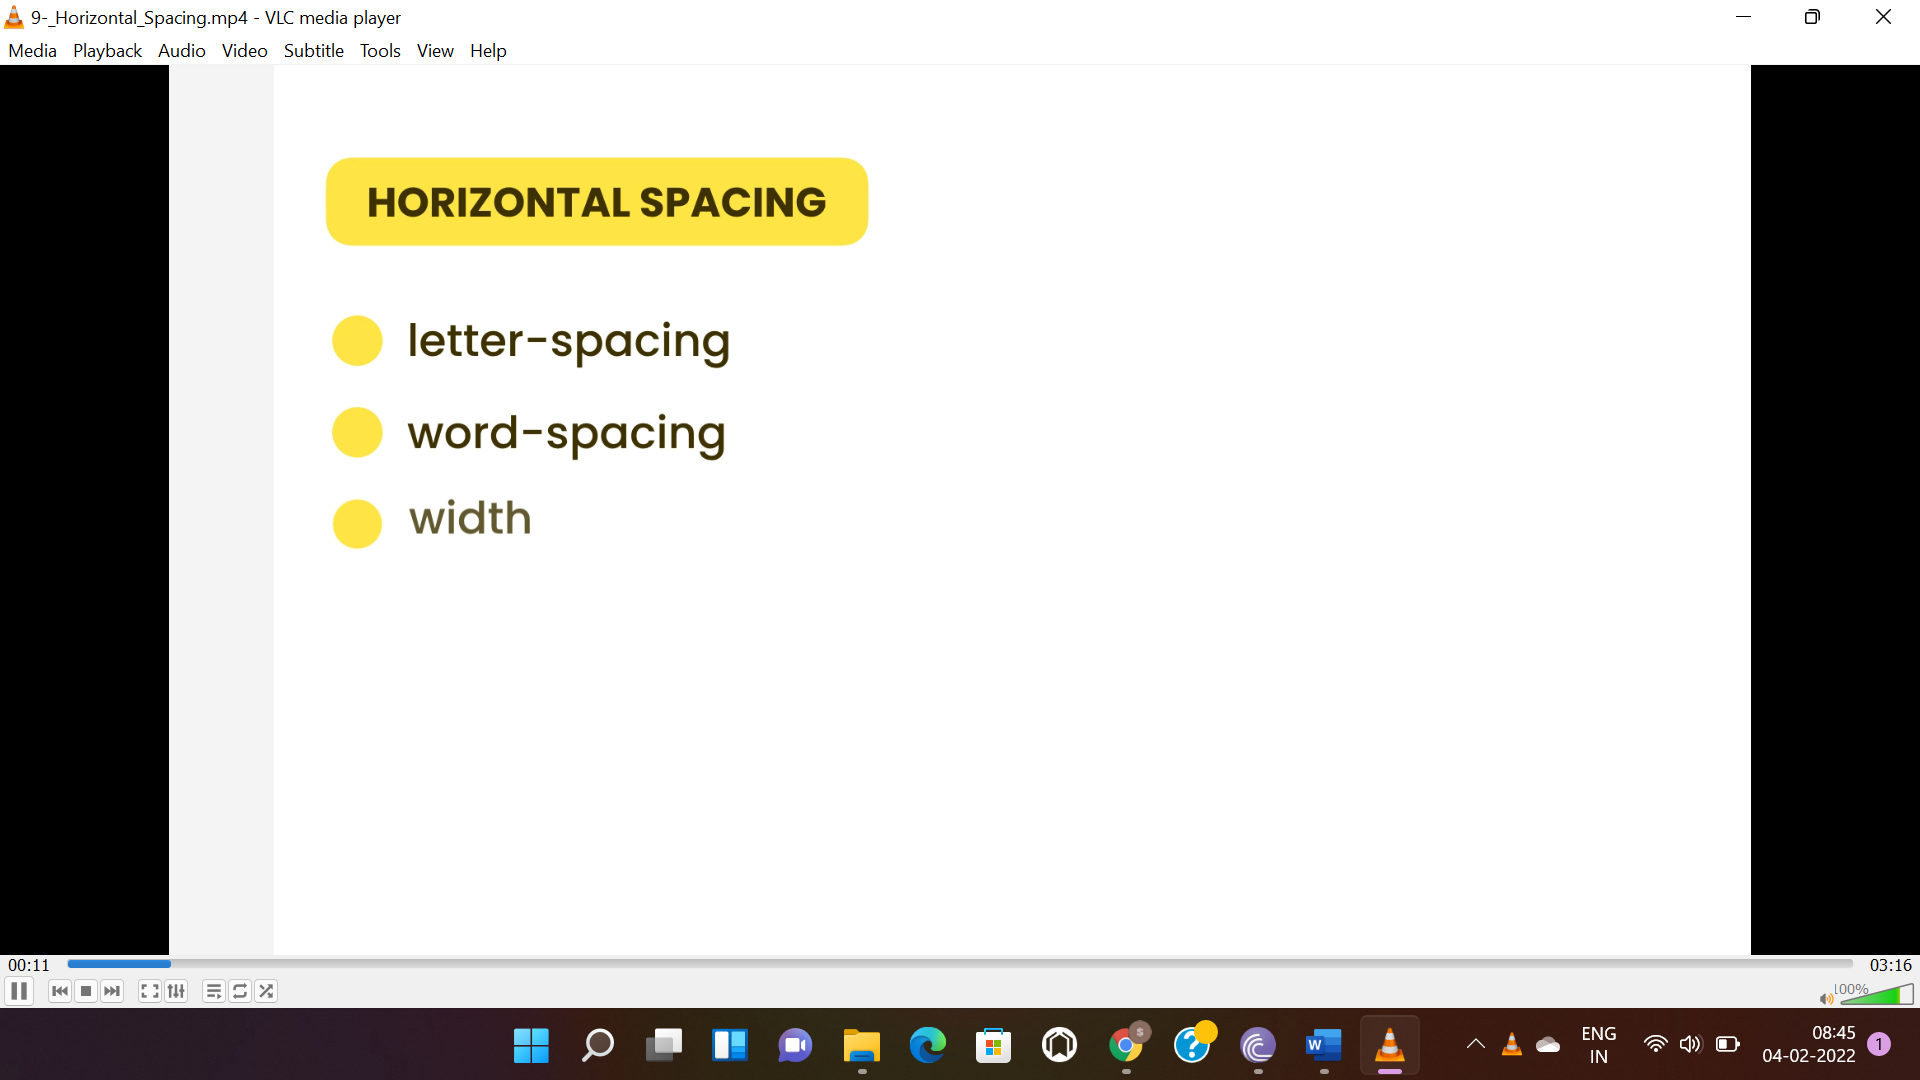 9-_Horizontal_Spacing.mp4 - VLC media player
Media Playback Audio Video Subtitle Tools View Help
HORIZONTAL SPACING
letter-spacing
word-spacing
width
00:11 03:16
100%
W
$
?
ENG
IN
08:45
04-02-2022
1